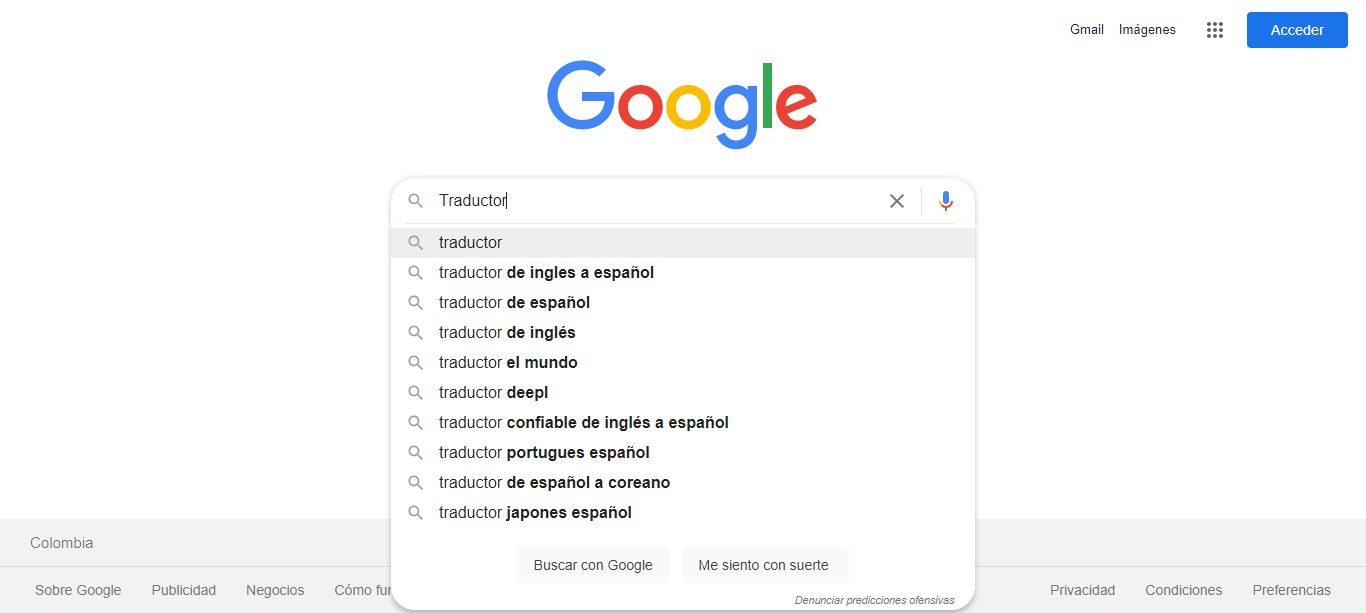 Gmail Imágenes Acceder
Google
Traductor
traductor
traductor de ingles a español
traductor de español
traductor de inglés
traductor el mundo
traductor deepl
traductor confiable de inglés a español
traductor portugues español
traductor de español a coreano
traductor japones español
Buscar con Google Me siento con suerte
Denunciar predicciones ofensivas
Colombia
Sobre Google Publicidad Negocios Cómo Privacidad Condiciones Preferencias